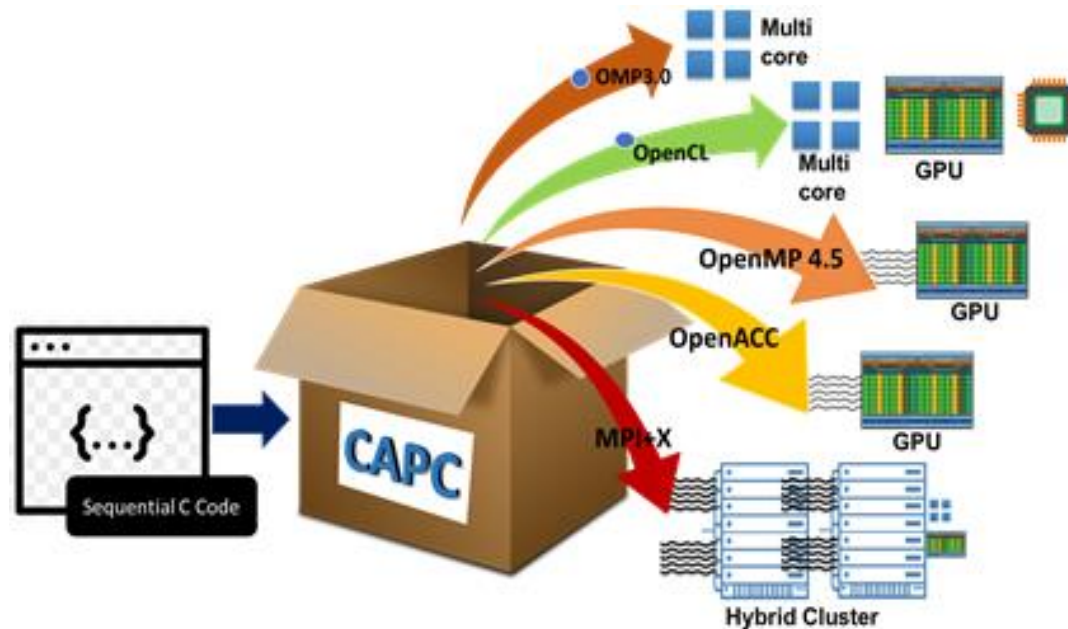 Multi
core
OMP3.0
OpenCL
Multi
core
GPU
OpenMP 4.5
GPU
OpenACC
GPU
MPI+X
{...}
Sequential C Code
CAPC
Hybrid Cluster